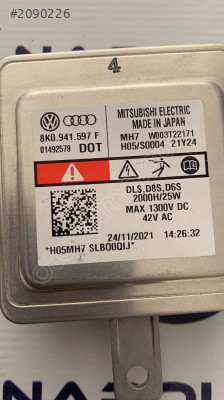 #2090226
4
8K0.941.597 F
01492578 DOT
MITSUBISHI ELECTRIC
MADE IN JAPAN
MH7 W003T22171
H05/S0004 21Y24
DLS,D8S,D6S
2000H/25W
MAX 1300V DC
42V AC
24/11/2021 14:26:32
*H05MH7 SLBO0QIJ*